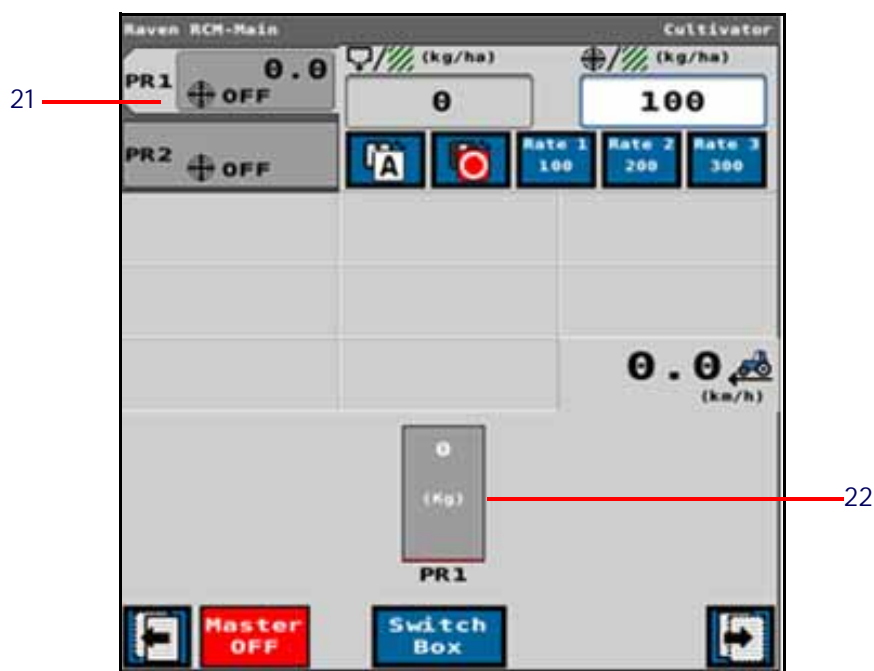 Raven RCM-Main Cultivator
PR1 0.0
OFF
(kg/ha) (kg/ha)
0 100
21
PR2
OFF
A
Rate 1
100
Rate 2
200
Rate 3
300
0.0
(km/h)
0
(Kg)
22
PR1
Master
OFF
Switch
Box